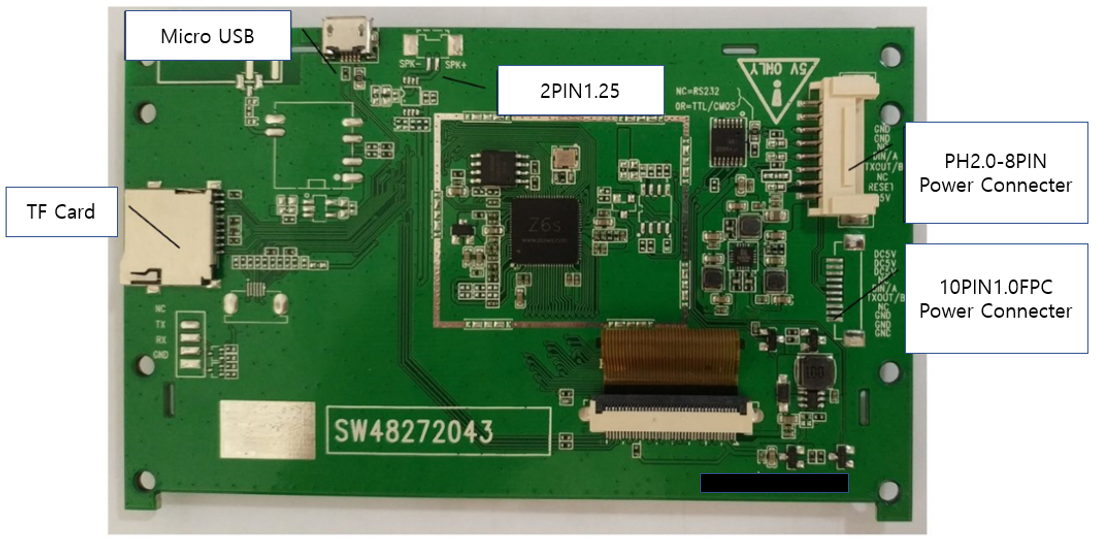 Micro USB
SPK- SPK+
2PIN1.25
5V ONLY
NC=RS232
OR=TTL/CMOS
GND
GND
NC
DIN/A
TXOUT/B
NC
RESET
5V
PH2.0-8PIN
Power Connecter
TF Card
Z6s
DC5V
DC5V
DC5V
NC
DIN/A
TXOUT/B
NC
GND
GND
GND
10PIN1.0FPC
Power Connecter
NC
TX
RX
GND
100
SW48272043